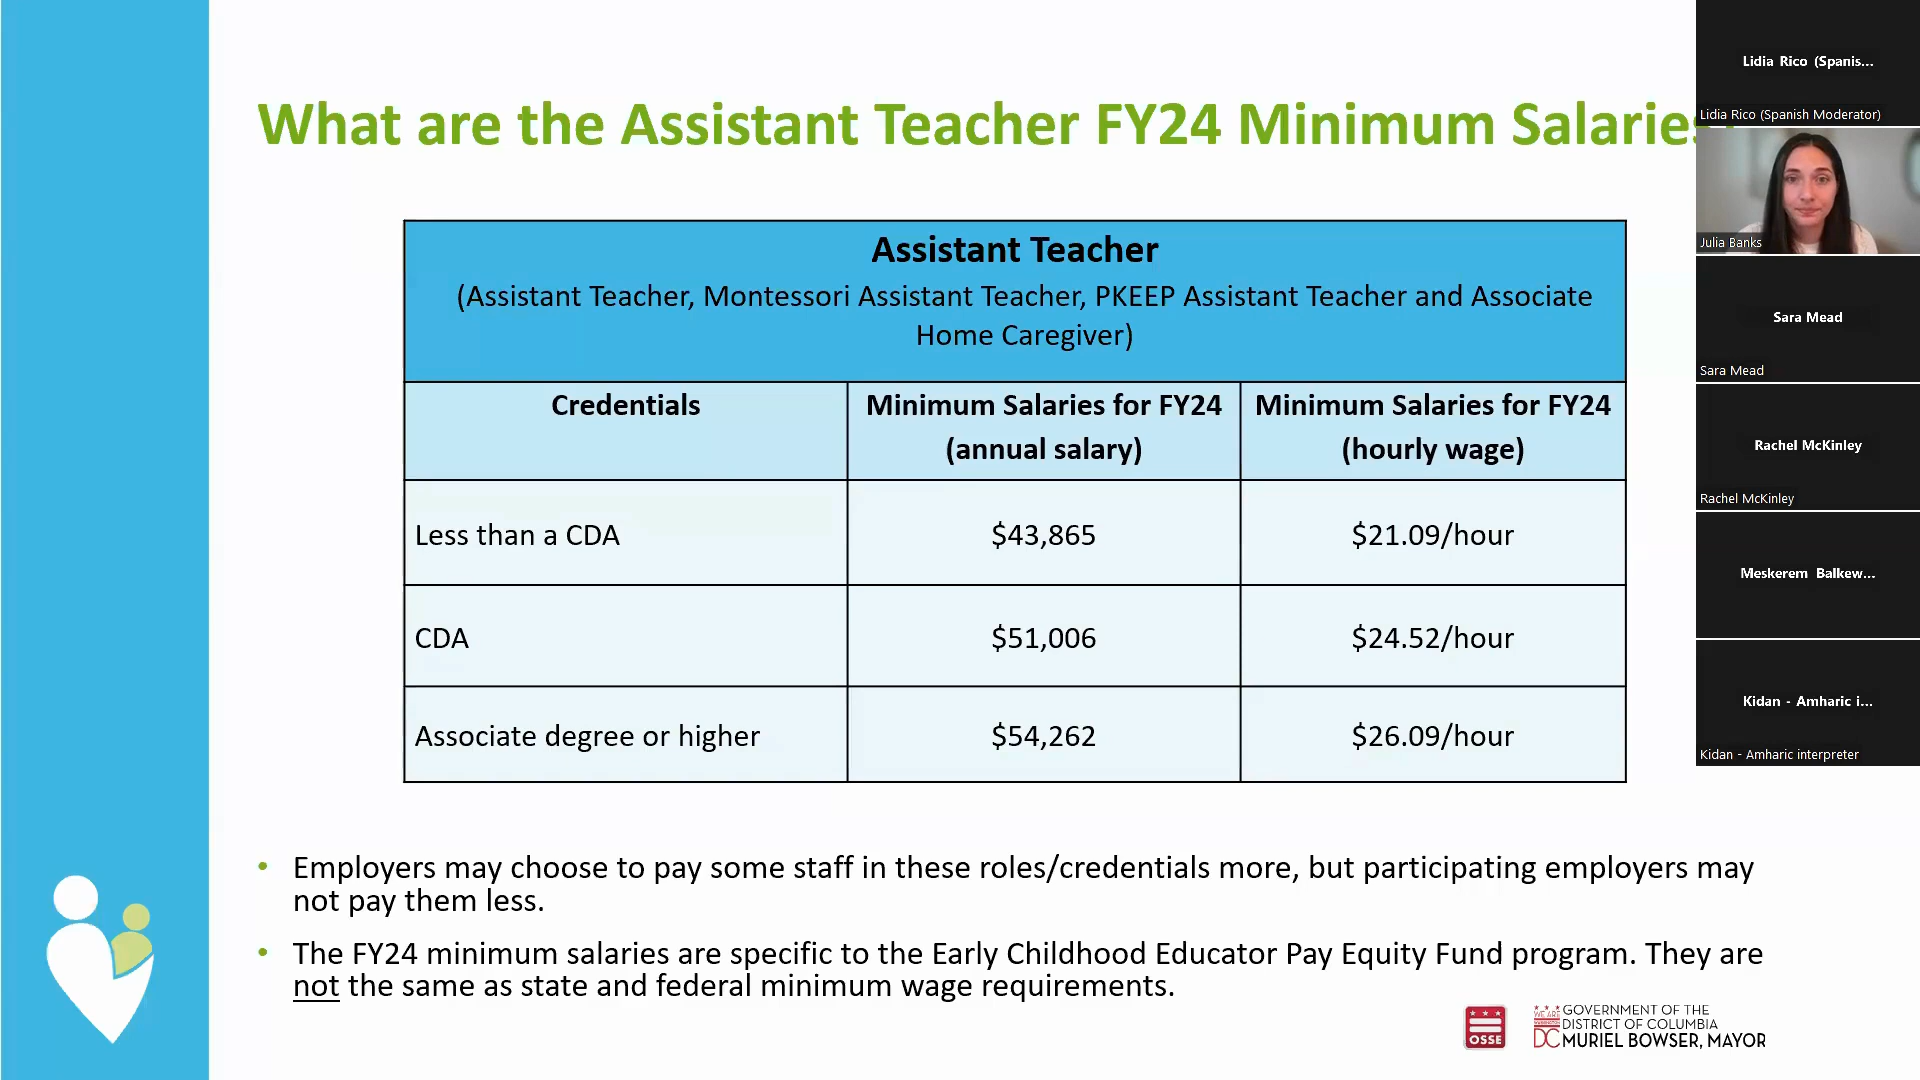 What are the Assistant Teacher FY24 Minimum Salaries
Assistant Teacher
(Assistant Teacher, Montessori Assistant Teacher, PKEEP Assistant Teacher and Associate
Home Caregiver)
Credentials
Minimum Salaries for FY24
(annual salary)
Minimum Salaries for FY24
(hourly wage)
Less than a CDA
$43,865
$21.09/hour
CDA
$51,006
$24.52/hour
Associate degree or higher
$54,262
$26.09/hour
• Employers may choose to pay some staff in these roles/credentials more, but participating employers may
not pay them less.
• The FY24 minimum salaries are specific to the Early Childhood Educator Pay Equity Fund program. They are
not the same as state and federal minimum wage requirements.
OSSE
WE ARE
WASHINGTON
DC
GOVERNMENT OF THE
DISTRICT OF COLUMBIA
MURIEL BOWSER, MAYOR
Lidia Rico (Spanis...
Lidia Rico (Spanish Moderator)
Julia Banks
Sara Mead
Sara Mead
Rachel McKinley
Rachel McKinley
Meskerem Balkew...
Kidan - Amharic i...
Kidan - Amharic interpreter